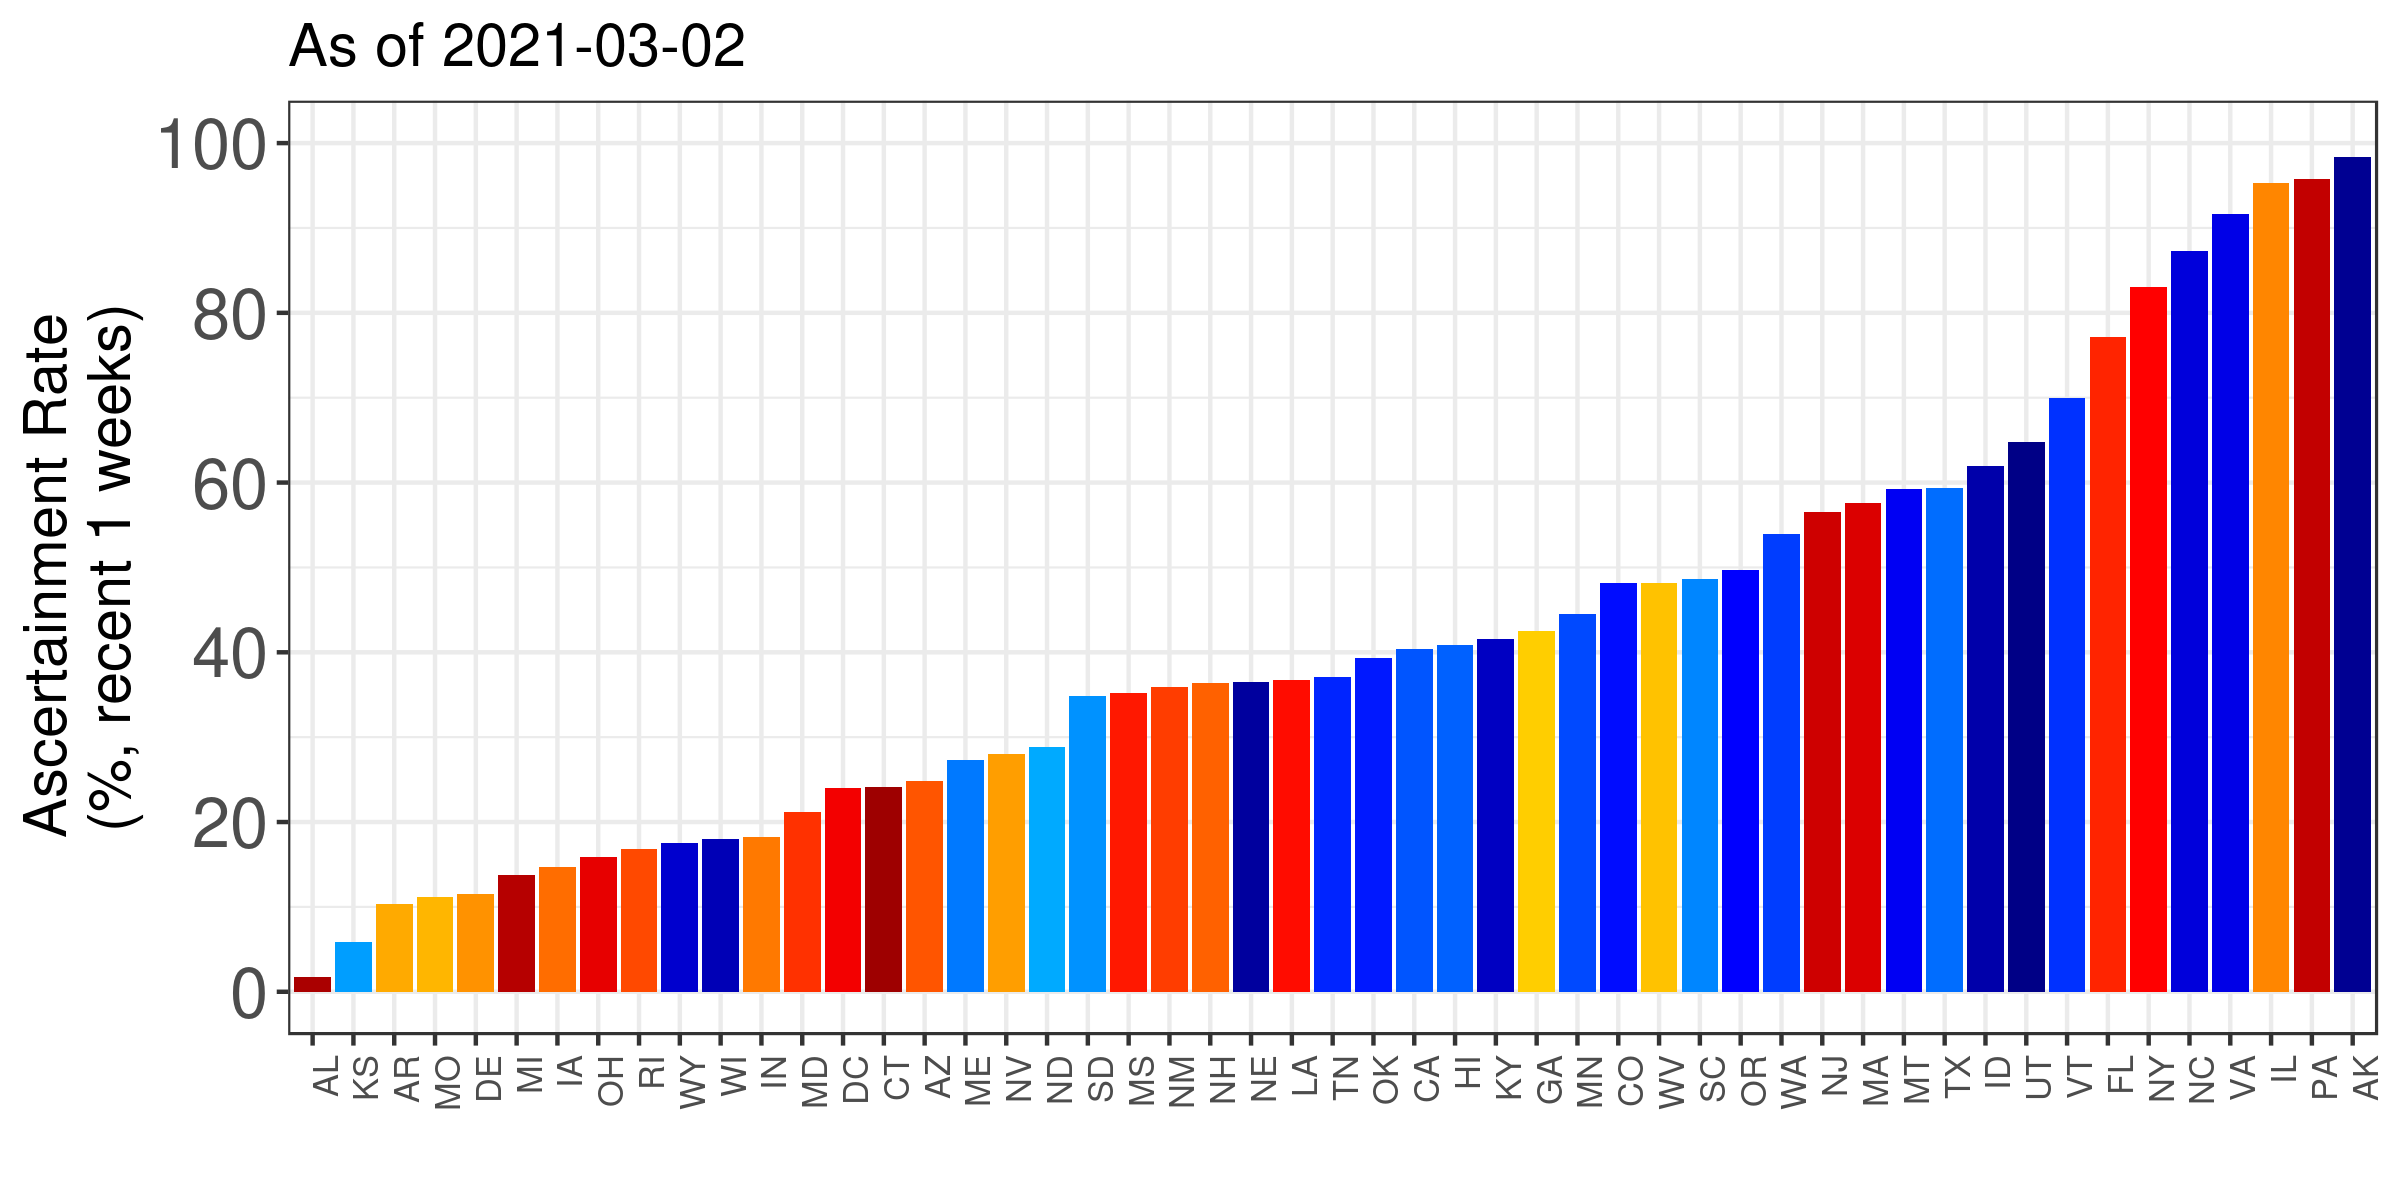 As of 2021-03-02
Ascertainment Rate
(%, recent 1 weeks)
100
80
60
40
20
0
AL KS AR MO DE MI IA OH RI WY WI IN MD DC CT AZ ME NV ND SD MS NM NH NE LA TN OK CA HI KY GA MN CO WV SC OR WA NJ MA MT TX ID UT VT FL NY NC VA IL PA AK